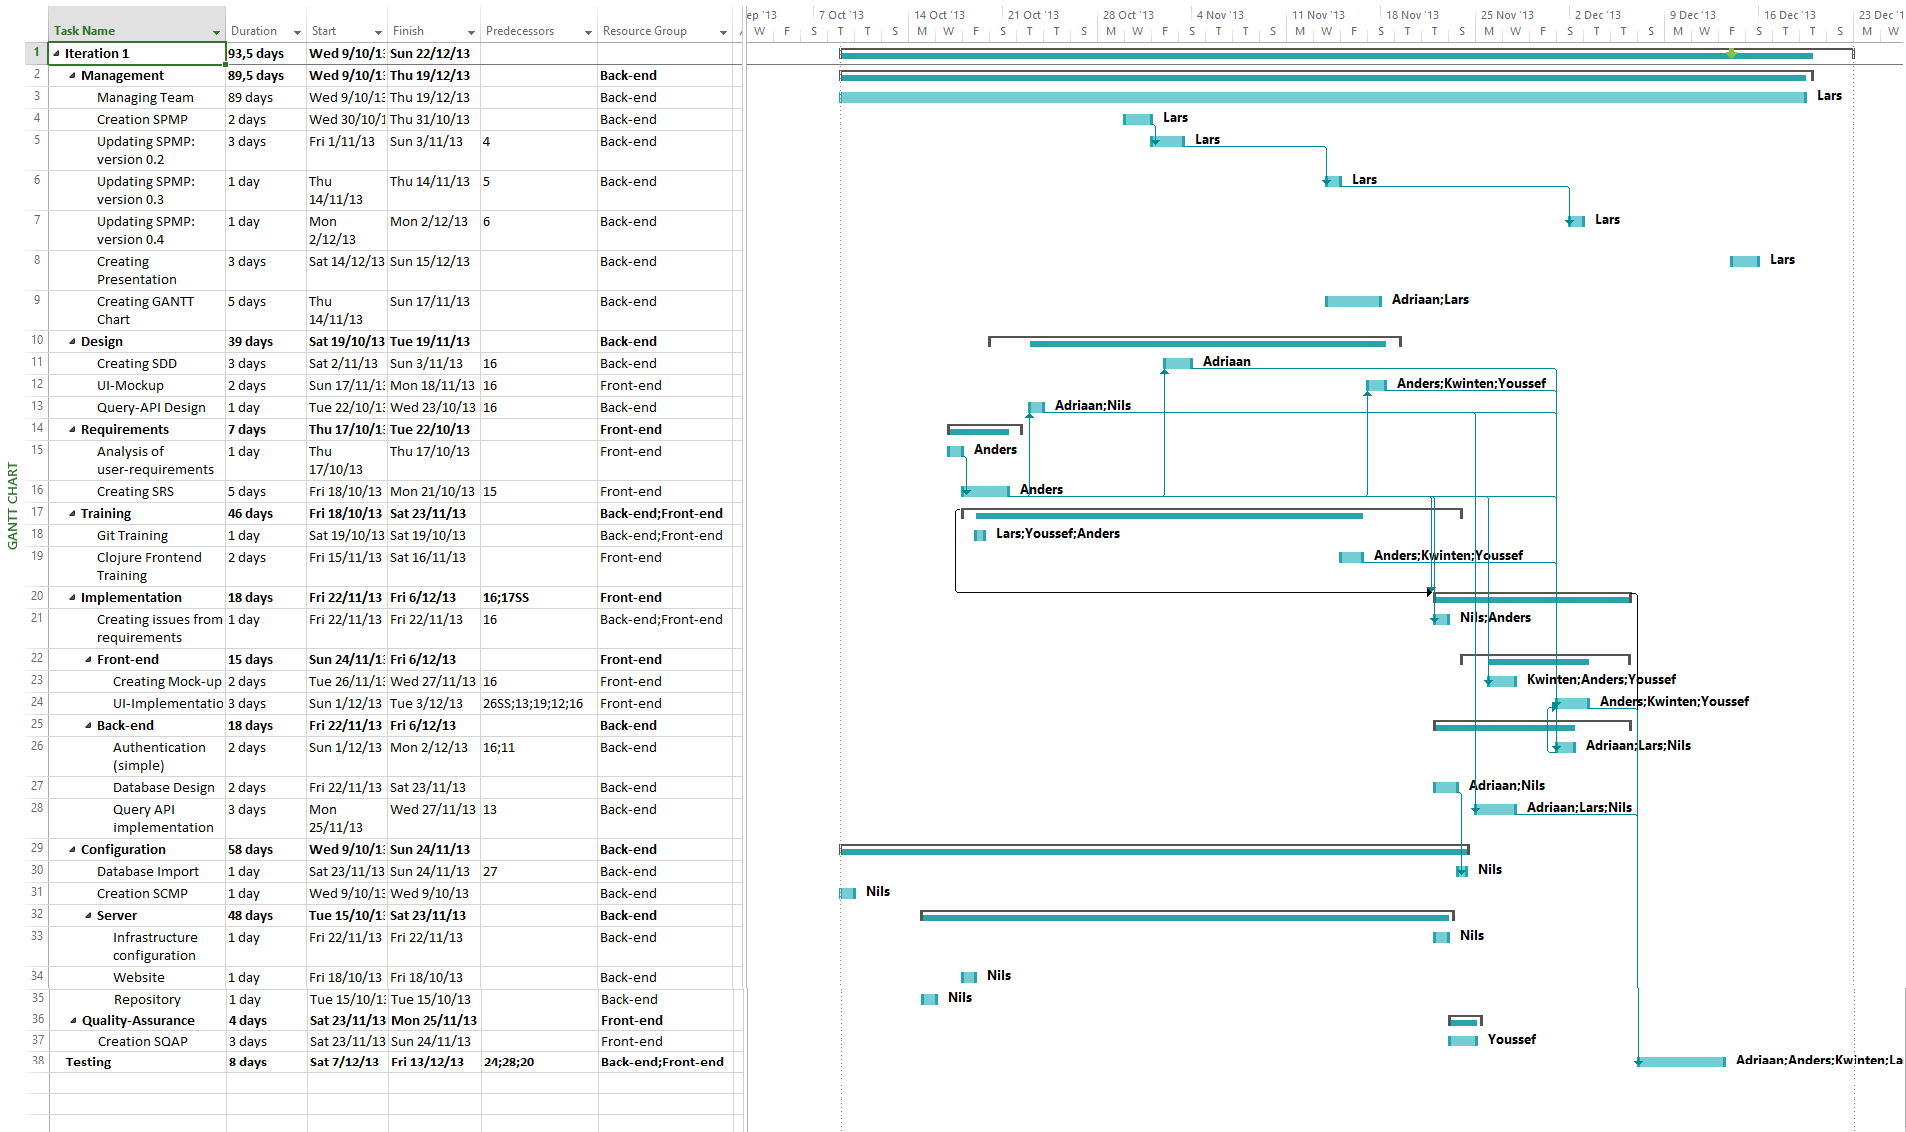 ep '13 7 Oct '13 14 Oct '13 21 Oct '13 28 Oct '13 4 Nov '13 11 Nov '13 18 Nov '13 25 Nov '13 2 Dec '13 9 Dec '13 16 Dec '13 23 Dec '1
Task Name Duration Start Finish Predecessors Resource Group W F S T T S M W F S T T S M W F S T T S M W F S T T S M W F S T T S M W F S T T S M W
1 Iteration 1 93,5 days Wed 9/10/13 Sun 22/12/13
2 Management 89,5 days Wed 9/10/13 Thu 19/12/13 Back-end
3 Managing Team 89 days Wed 9/10/13 Thu 19/12/13 Back-end Lars
4 Creation SPMP 2 days Wed 30/10/1 Thu 31/10/13 Back-end Lars
5 Updating SPMP: 3 days Fri 1/11/13 Sun 3/11/13 4 Back-end Lars
version 0.2
6 Updating SPMP: 1 day Thu Thu 14/11/13 5 Back-end Lars
version 0.3 14/11/13
7 Updating SPMP: 1 day Mon Mon 2/12/13 6 Back-end Lars
version 0.4 2/12/13
8 Creating 3 days Sat 14/12/13 Sun 15/12/13 Back-end Lars
Presentation
9 Creating GANTT 5 days Thu Sun 17/11/13 Back-end Adriaan;Lars
Chart 14/11/13
10 Design 39 days Sat 19/10/13 Tue 19/11/13 Back-end
11 Creating SDD 3 days Sat 2/11/13 Sun 3/11/13 16 Back-end Adriaan
12 UI-Mockup 2 days Sun 17/11/1 Mon 18/11/13 16 Front-end Anders;Kwinten;Youssef
13 Query-API Design 1 day Tue 22/10/1 Wed 23/10/13 16 Back-end Adriaan;Nils
14 Requirements 7 days Thu 17/10/1 Tue 22/10/13 Front-end
15 Analysis of 1 day Thu Thu 17/10/13 Front-end Anders
user-requirements 17/10/13
16 Creating SRS 5 days Fri 18/10/13 Mon 21/10/13 15 Front-end Anders
17 Training 46 days Fri 18/10/13 Sat 23/11/13 Back-end;Front-end
18 Git Training 1 day Sat 19/10/13 Sat 19/10/13 Back-end;Front-end Lars;Youssef;Anders
19 Clojure Frontend 2 days Fri 15/11/13 Sat 16/11/13 Front-end Anders;Kwinten;Youssef
Training
GANTT CHART
20 Implementation 18 days Fri 22/11/13 Fri 6/12/13 16;17SS Front-end
21 Creating issues from 1 day Fri 22/11/13 Fri 22/11/13 16 Back-end;Front-end Nils;Anders
requirements
22 Front-end 15 days Sun 24/11/1 Fri 6/12/13 Front-end
23 Creating Mock-up 2 days Tue 26/11/1 Wed 27/11/13 16 Front-end Kwinten;Anders;Youssef
24 UI-Implementatio 3 days Sun 1/12/13 Tue 3/12/13 26SS;13;19;12;16 Front-end Anders;Kwinten;Youssef
25 Back-end 18 days Fri 22/11/13 Fri 6/12/13 Back-end
26 Authentication 2 days Sun 1/12/13 Mon 2/12/13 16;11 Back-end Adriaan;Lars;Nils
(simple)
27 Database Design 2 days Fri 22/11/13 Sat 23/11/13 Back-end Adriaan;Nils
28 Query API 3 days Mon Wed 27/11/13 13 Back-end Adriaan;Lars;Nils
implementation 25/11/13
29 Configuration 58 days Wed 9/10/1 Sun 24/11/13 Back-end
30 Database Import 1 day Sat 23/11/13 Sun 24/11/13 27 Back-end Nils
31 Creation SCMP 1 day Wed 9/10/1 Wed 9/10/13 Back-end Nils
32 Server 48 days Tue 15/10/1 Sat 23/11/13 Back-end
33 Infrastructure 1 day Fri 22/11/13 Fri 22/11/13 Back-end Nils
configuration
34 Website 1 day Fri 18/10/13 Fri 18/10/13 Back-end Nils
35 Repository 1 day Tue 15/10/1 Tue 15/10/13 Back-end Nils
36 Quality-Assurance 4 days Sat 23/11/13 Mon 25/11/13 Front-end
37 Creation SQAP 3 days Sat 23/11/13 Sun 24/11/13 Front-end Youssef
38 Testing 8 days Sat 7/12/13 Fri 13/12/13 24;28;20 Back-end;Front-end Adriaan;Anders;Kwinten;La